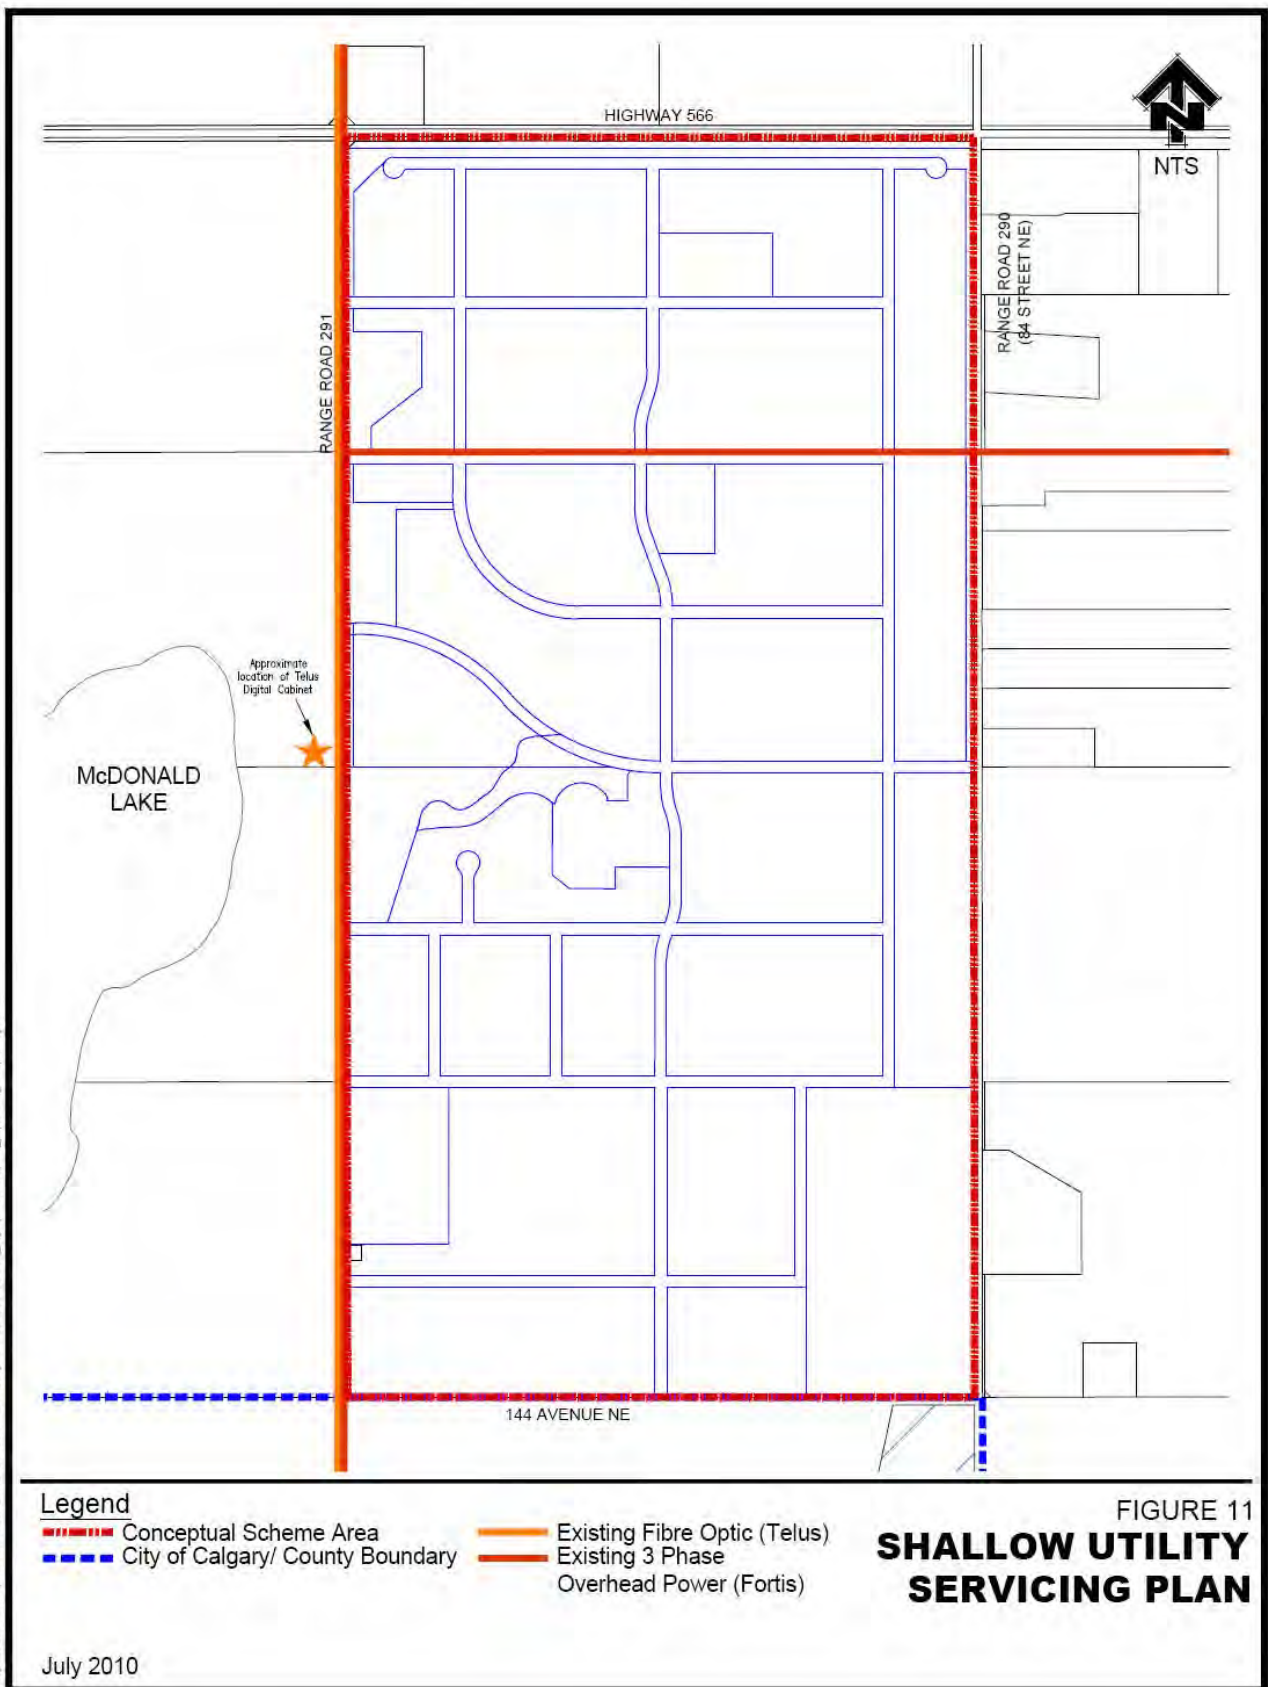 HIGHWAY 566
NTS
RANGE ROAD 290
(84 STREET NE)
RANGE ROAD 291
Approximate
location of Telus
Digital Cabinet
McDONALD
LAKE
144 AVENUE NE
Legend
Conceptual Scheme Area
City of Calgary/ County Boundary
Existing Fibre Optic (Telus)
Existing 3 Phase
Overhead Power (Fortis)
FIGURE 11
SHALLOW UTILITY
SERVICING PLAN
July 2010